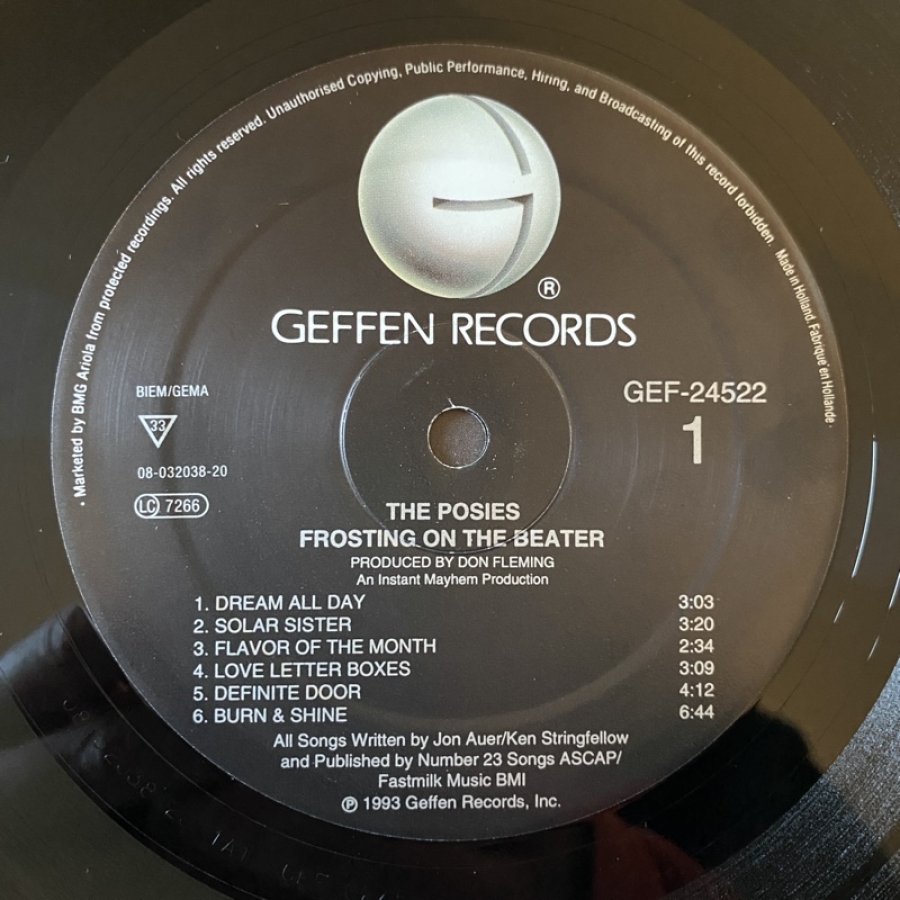 Marketed by BMG Ariola from protected recordings. All rights reserved. Unauthorised Copying, Public Performance, Hiring, and Broadcasting of this record forbidden. Made in Holland. Fabriqué en Hollande.
®
GEFFEN RECORDS
BIEM/GEMA
GEF-24522
33
1
08-032038-20
LC 7266
THE POSIES
FROSTING ON THE BEATER
PRODUCED BY DON FLEMING
An Instant Mayhem Production
1. DREAM ALL DAY 3:03
2. SOLAR SISTER 3:20
3. FLAVOR OF THE MONTH 2:34
4. LOVE LETTER BOXES 3:09
5. DEFINITE DOOR 4:12
6. BURN & SHINE 6:44
All Songs Written by Jon Auer/Ken Stringfellow
and Published by Number 23 Songs ASCAP/
Fastmilk Music BMI
℗ 1993 Geffen Records, Inc.